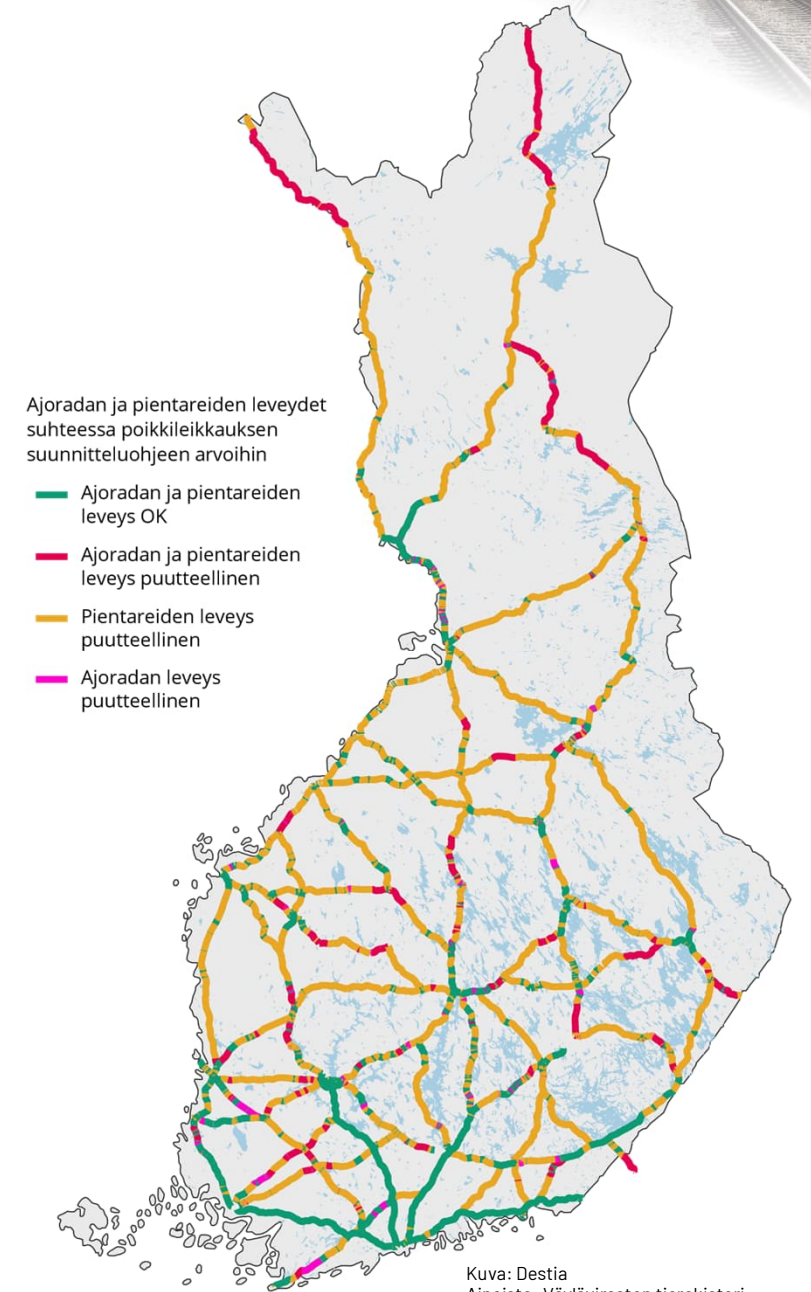 Ajoradan ja pientareiden leveydet
suhteessa poikkileikkauksen
suunnitteluohjeen arvoihin
Ajoradan ja pientareiden
leveys OK
Ajoradan ja pientareiden
leveys puutteellinen
Pientareiden leveys
puutteellinen
Ajoradan leveys
puutteellinen
Kuva: Destia